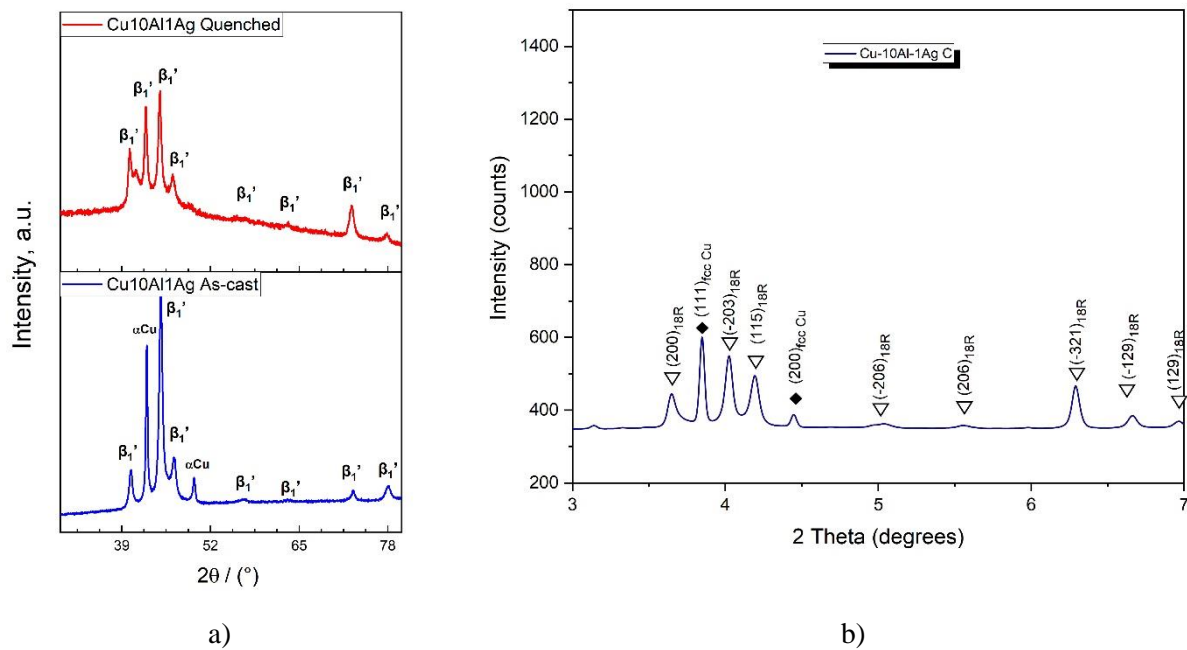 Cu10Al1Ag Quenched
β₁'
β₁'
β₁'
β₁'
β₁'
β₁'
β₁'
β₁'
Cu10Al1Ag As-cast
β₁'
αCu
β₁'
β₁'
αCu
β₁'
β₁'
β₁'
β₁'
Intensity, a.u.
39 52 65 78
2θ / (°)
a)
Cu-10Al-1Ag C
Intensity (counts)
1400
1200
1000
800
600
400
200
(200)18R
(111)fcc Cu
(-203)18R
(115)18R
(200)fcc Cu
(-206)18R
(206)18R
(-321)18R
(-129)18R
(129)18R
3 4 5 6 7
2 Theta (degrees)
b)